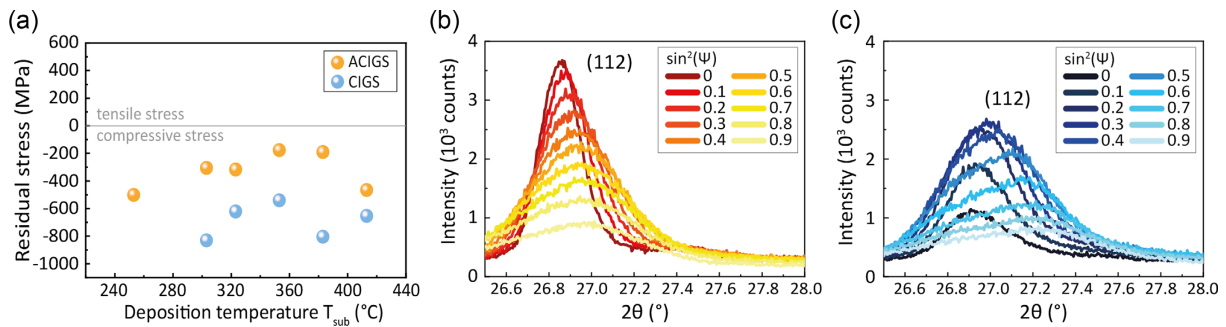 (a)
600
400
200
0
-200
-400
-600
-800
-1000
Residual stress (MPa)
ACIGS
CIGS
tensile stress
compressive stress
240
280
320
360
400
440
Deposition temperature Tsub (°C)
(b)
4
3
2
1
0
Intensity (10³ counts)
(112)
sin²(Ψ)
0 0.5
0.1 0.6
0.2 0.7
0.3 0.8
0.4 0.9
26.6 26.8 27.0 27.2 27.4 27.6 27.8 28.0
2θ (°)
(c)
4
3
2
1
0
Intensity (10³ counts)
(112)
sin²(Ψ)
0 0.5
0.1 0.6
0.2 0.7
0.3 0.8
0.4 0.9
26.6 26.8 27.0 27.2 27.4 27.6 27.8 28.0
2θ (°)